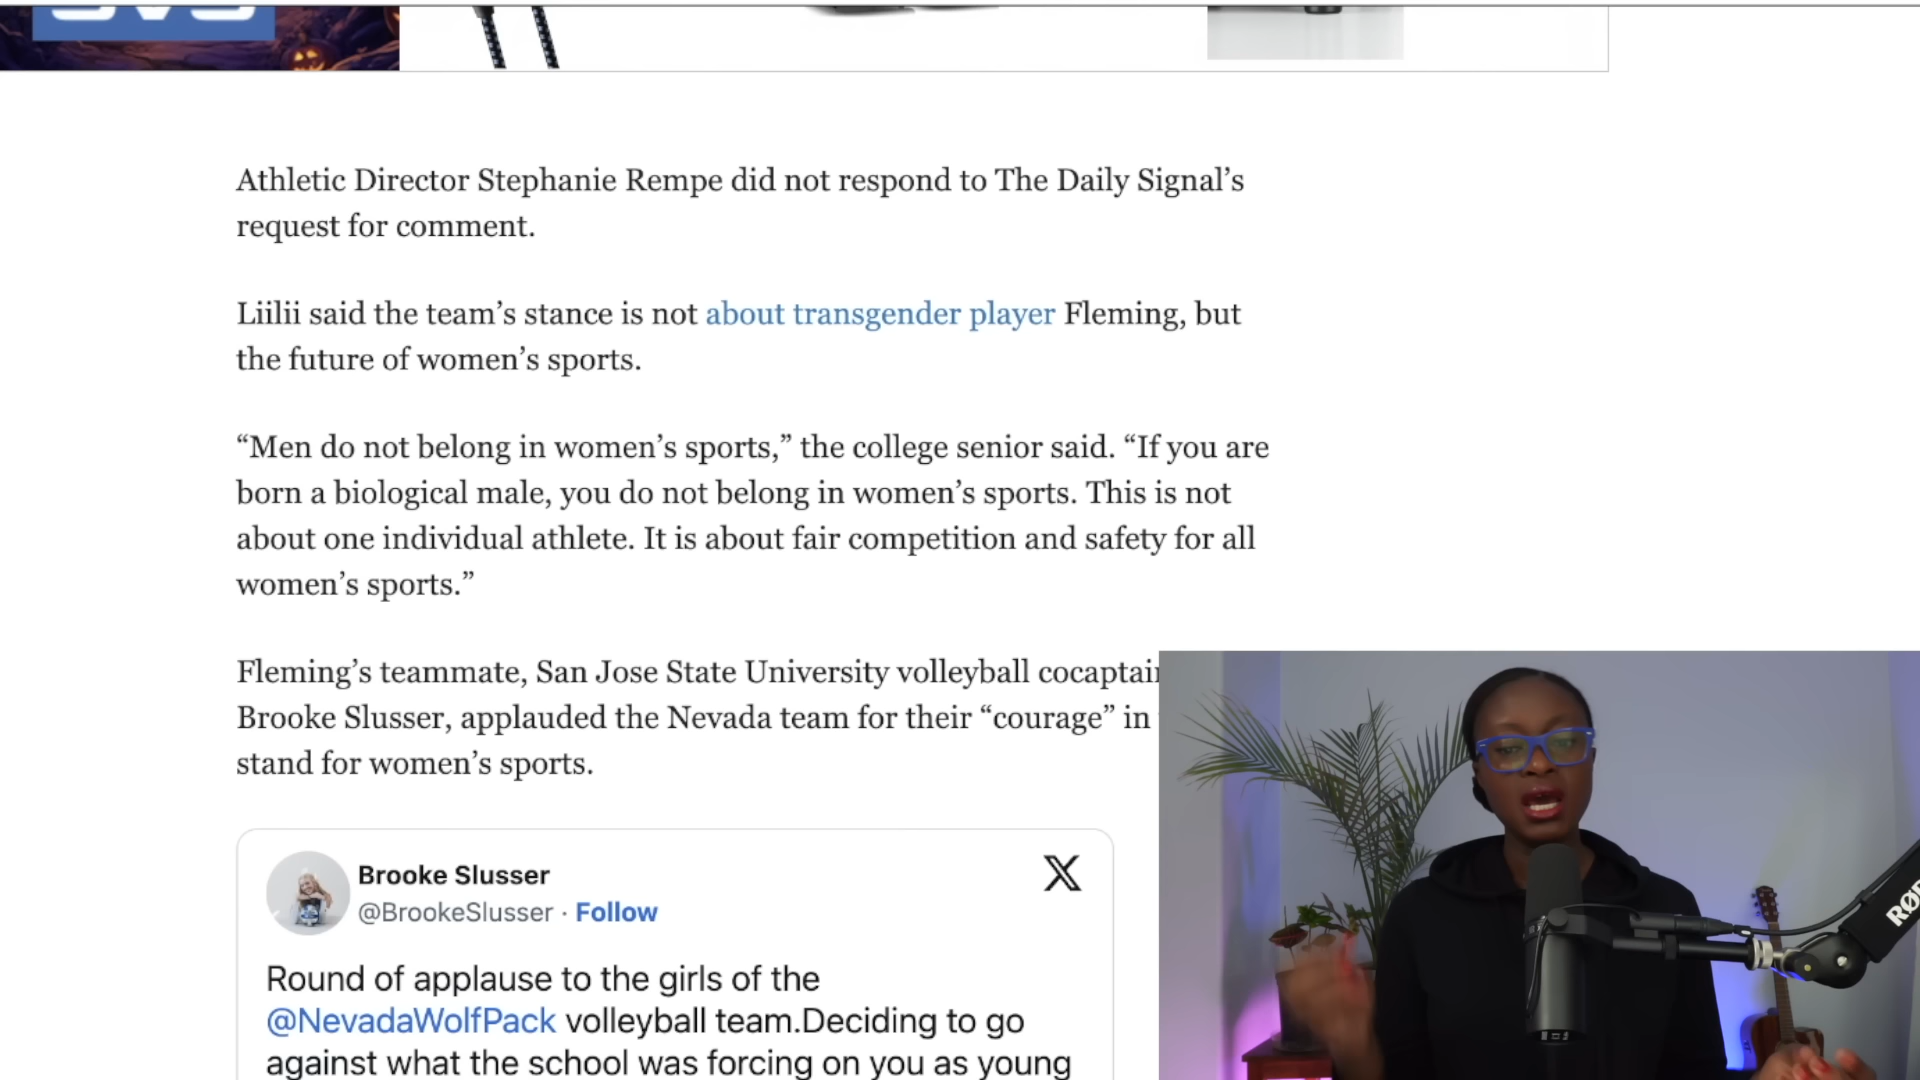 Athletic Director Stephanie Rempe did not respond to The Daily Signal’s
request for comment.
Liilii said the team’s stance is not about transgender player Fleming, but
the future of women’s sports.
“Men do not belong in women’s sports,” the college senior said. “If you are
born a biological male, you do not belong in women’s sports. This is not
about one individual athlete. It is about fair competition and safety for all
women’s sports.”
Fleming’s teammate, San Jose State University volleyball cocaptain
Brooke Slusser, applauded the Nevada team for their “courage” in
stand for women’s sports.
Brooke Slusser
@BrookeSlusser · Follow
Round of applause to the girls of the
@NevadaWolfPack volleyball team.Deciding to go
against what the school was forcing on you as young